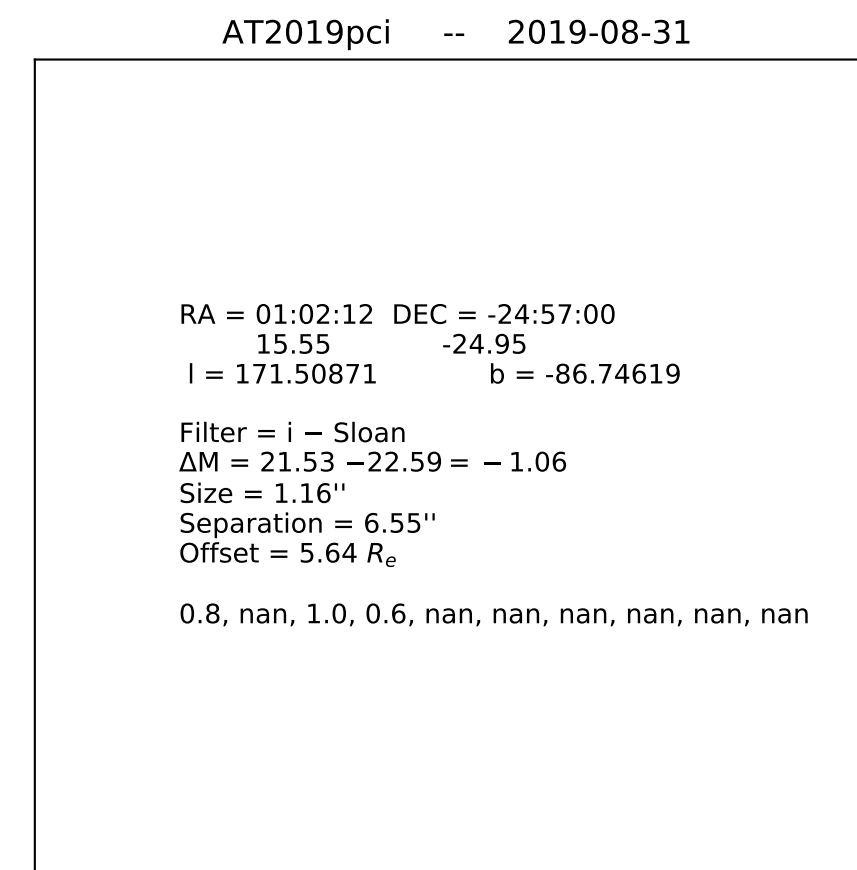 AT2019pci -- 2019-08-31
RA = 01:02:12 DEC = -24:57:00
15.55 -24.95
l = 171.50871 b = -86.74619
Filter = i − Sloan
ΔM = 21.53 −22.59 = − 1.06
Size = 1.16''
Separation = 6.55''
Offset = 5.64 Rₑ
0.8, nan, 1.0, 0.6, nan, nan, nan, nan, nan, nan